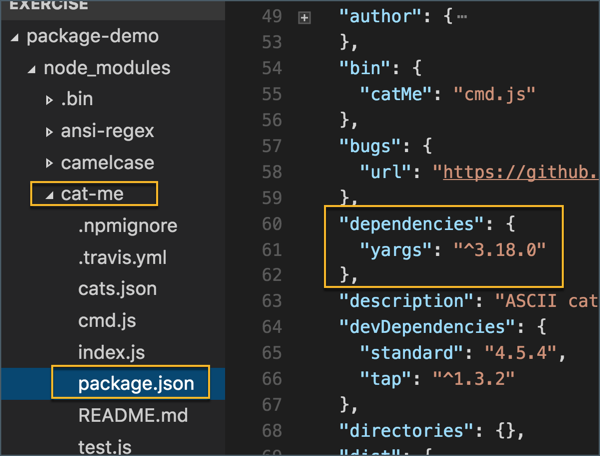 EXERCISE
package-demo
node_modules
.bin
ansi-regex
camelcase
cat-me
.npmignore
.travis.yml
cats.json
cmd.js
index.js
package.json
README.md
test.js
49 "author": {
53 },
54 "bin": {
55 "catMe": "cmd.js"
56 },
57 "bugs": {
58 "url": "https://github.
59 },
60 "dependencies": {
61 "yargs": "^3.18.0"
62 },
63 "description": "ASCII cat
64 "devDependencies": {
65 "standard": "4.5.4",
66 "tap": "^1.3.2"
67 },
68 "directories": {},
69 "dist": {